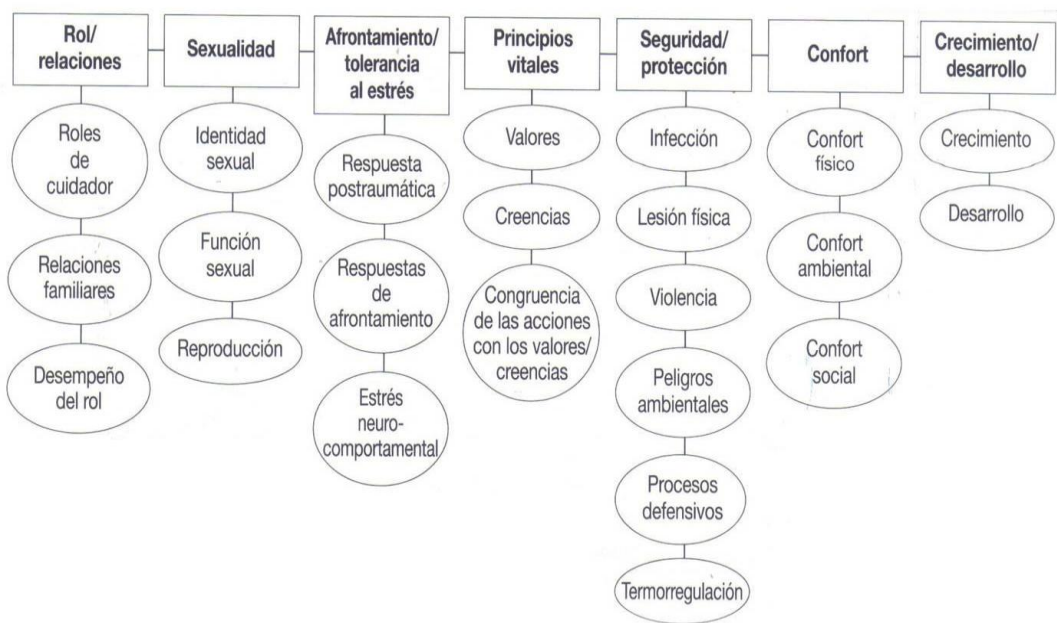 Rol/
relaciones
Sexualidad
Afrontamiento/
tolerancia
al estrés
Principios
vitales
Seguridad/
protección
Confort
Crecimiento/
desarrollo
Roles
de
cuidador
Relaciones
familiares
Desempeño
del rol
Identidad
sexual
Función
sexual
Reproducción
Respuesta
postraumática
Respuestas
de
afrontamiento
Estrés
neuro-
comportamental
Valores
Creencias
Congruencia
de las acciones
con los valores/
creencias
Infección
Lesión física
Violencia
Peligros
ambientales
Procesos
defensivos
Termorregulación
Confort
físico
Confort
ambiental
Confort
social
Crecimiento
Desarrollo